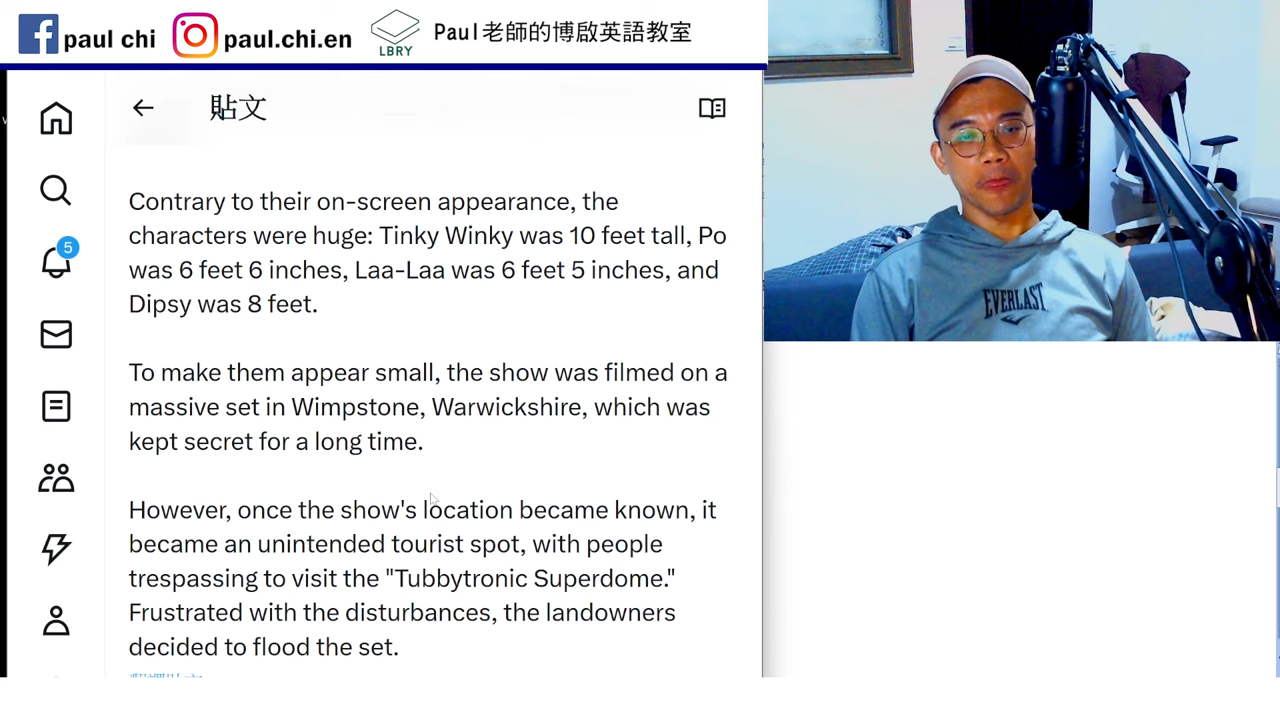 paul chi
paul.chi.en
LBRY
Paul老師的博啟英語教室
貼文
5
Contrary to their on-screen appearance, the
characters were huge: Tinky Winky was 10 feet tall, Po
was 6 feet 6 inches, Laa-Laa was 6 feet 5 inches, and
Dipsy was 8 feet.
To make them appear small, the show was filmed on a
massive set in Wimpstone, Warwickshire, which was
kept secret for a long time.
However, once the show's location became known, it
became an unintended tourist spot, with people
trespassing to visit the "Tubbytronic Superdome."
Frustrated with the disturbances, the landowners
decided to flood the set.
EVERLAST